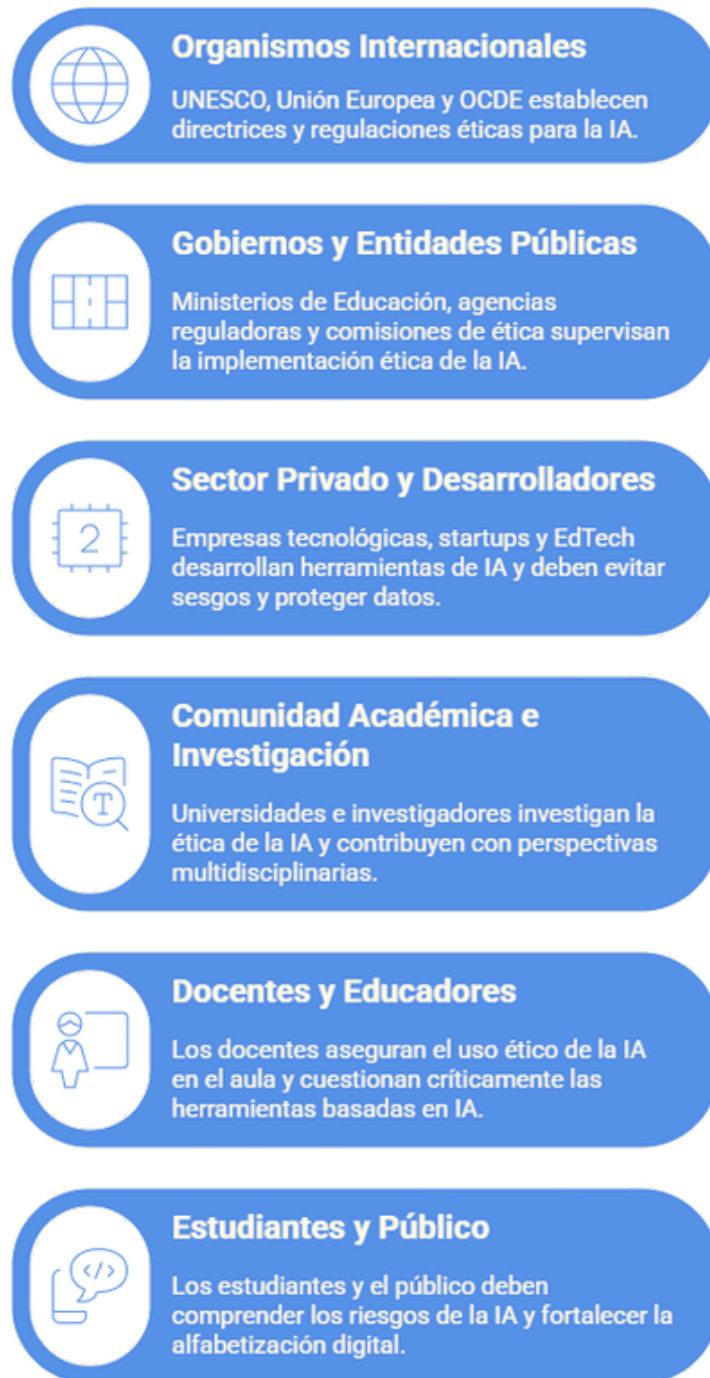 Organismos Internacionales
UNESCO, Unión Europea y OCDE establecen
directrices y regulaciones éticas para la IA.
Gobiernos y Entidades Públicas
Ministerios de Educación, agencias
reguladoras y comisiones de ética supervisan
la implementación ética de la IA.
2
Sector Privado y Desarrolladores
Empresas tecnológicas, startups y EdTech
desarrollan herramientas de IA y deben evitar
sesgos y proteger datos.
T
Comunidad Académica e
Investigación
Universidades e investigadores investigan la
ética de la IA y contribuyen con perspectivas
multidisciplinarias.
Docentes y Educadores
Los docentes aseguran el uso ético de la IA
en el aula y cuestionan críticamente las
herramientas basadas en IA.
</>
Estudiantes y Público
Los estudiantes y el público deben
comprender los riesgos de la IA y fortalecer la
alfabetización digital.